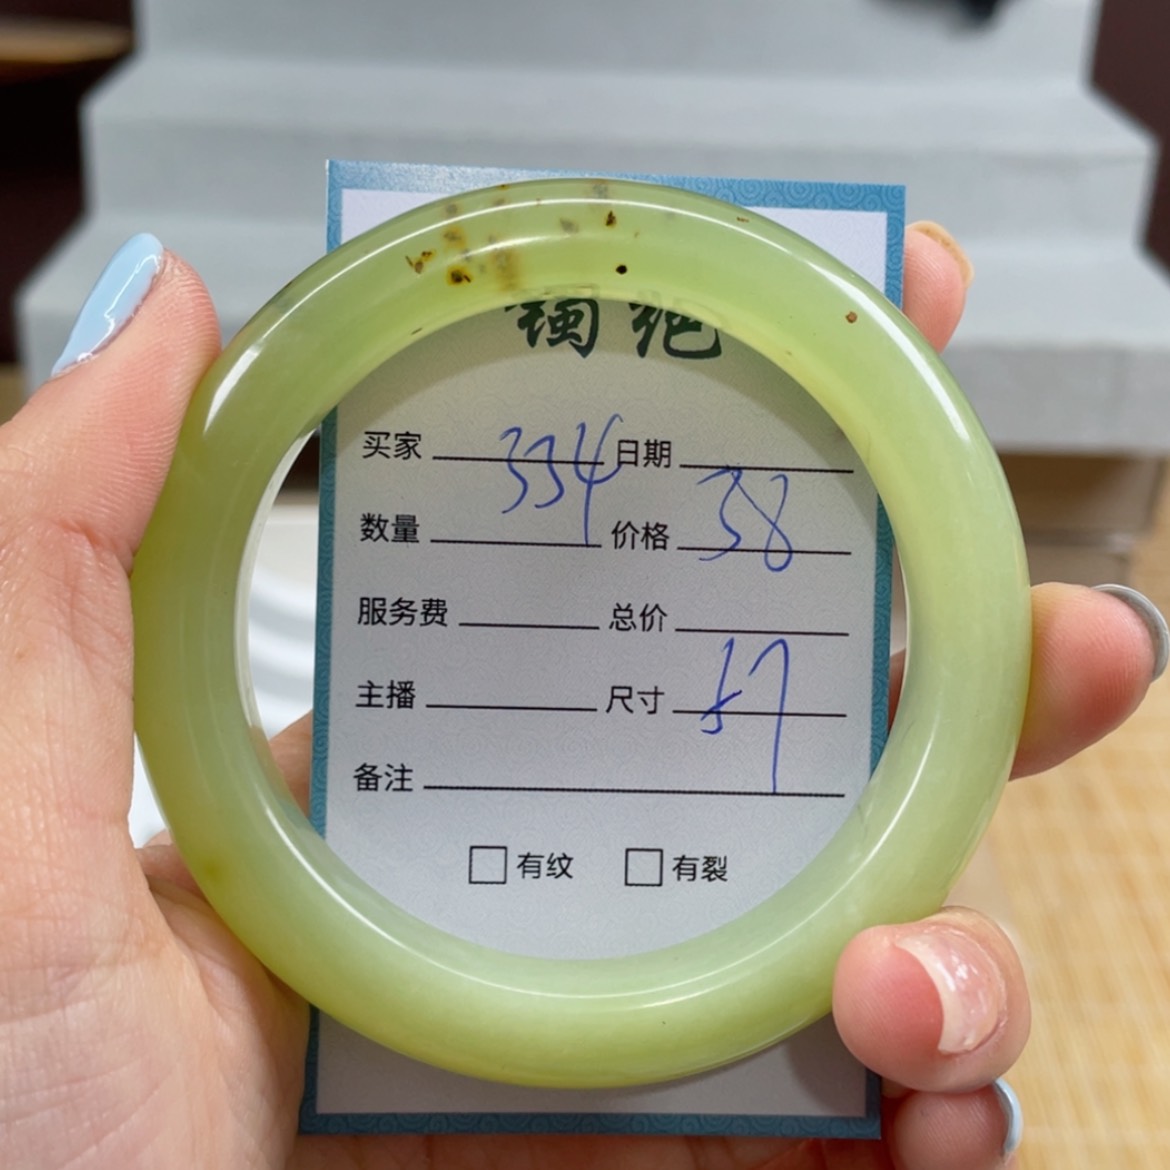 买家 334 日期
数量 价格 38
服务费 总价
主播 尺寸 57
备注
有纹 有裂